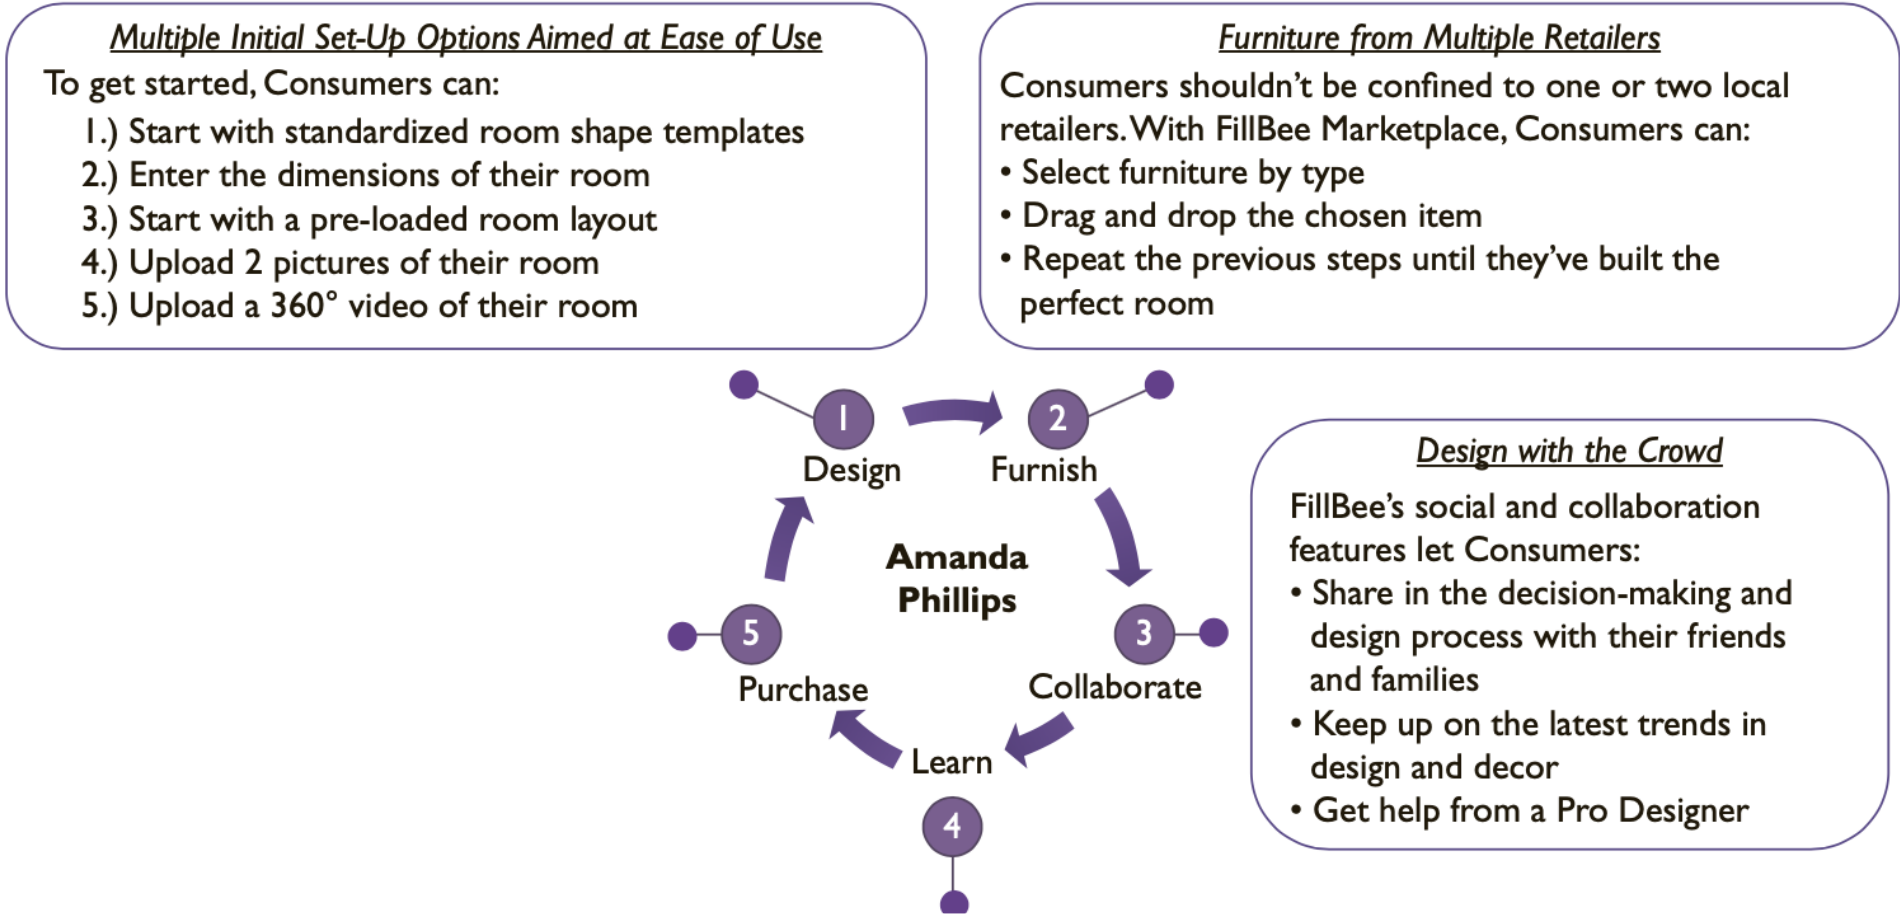 Multiple Initial Set-Up Options Aimed at Ease of Use
To get started, Consumers can:
1.) Start with standardized room shape templates
2.) Enter the dimensions of their room
3.) Start with a pre-loaded room layout
4.) Upload 2 pictures of their room
5.) Upload a 360° video of their room
Furniture from Multiple Retailers
Consumers shouldn't be confined to one or two local
retailers. With FillBee Marketplace, Consumers can:
• Select furniture by type
• Drag and drop the chosen item
• Repeat the previous steps until they've built the
perfect room
1
Design
2
Furnish
Amanda
Phillips
3
Collaborate
4
Learn
5
Purchase
Design with the Crowd
FillBee's social and collaboration
features let Consumers:
• Share in the decision-making and
design process with their friends
and families
• Keep up on the latest trends in
design and decor
• Get help from a Pro Designer